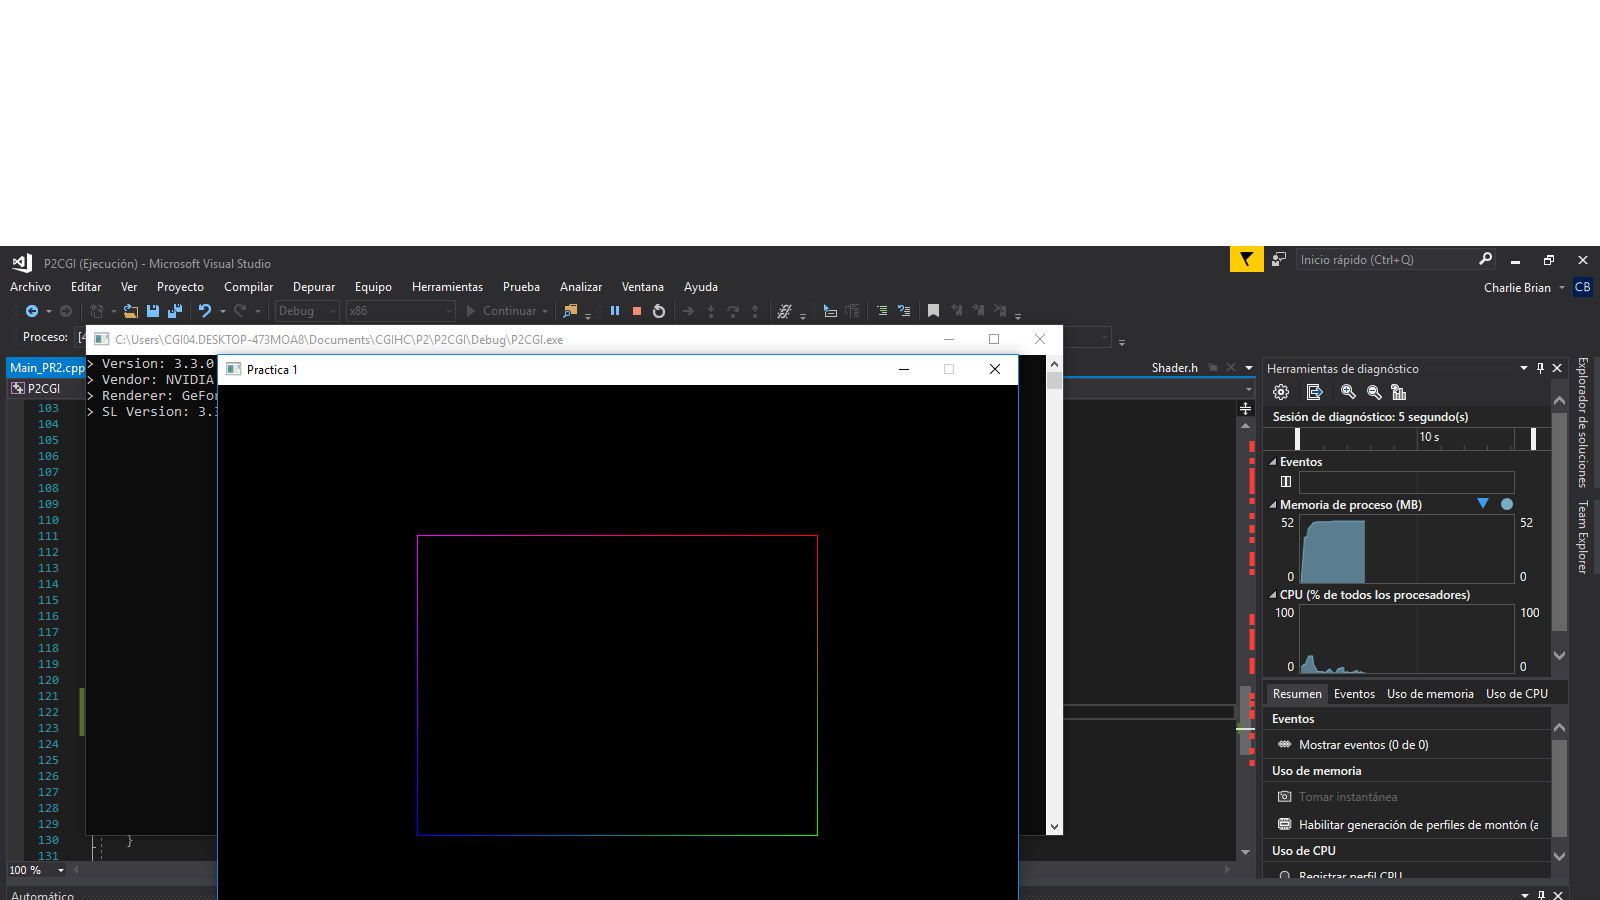 P2CGI (Ejecución) - Microsoft Visual Studio
Inicio rápido (Ctrl+Q)
Archivo Editar Ver Proyecto Compilar Depurar Equipo Herramientas Prueba Analizar Ventana Ayuda
Charlie Brian CB
Debug x86 Continuar
Proceso: [4
C:\Users\CGI04.DESKTOP-473MOA8\Documents\CGIHC\P2\P2CGI\Debug\P2CGI.exe
Main_PR2.cpp
P2CGI
> Version: 3.3.0
> Vendor: NVIDIA
> Renderer: GeFor
> SL Version: 3.3
Practica 1
Shader.h
103
104
105
106
107
108
109
110
111
112
113
114
115
116
117
118
119
120
121
122
123
124
125
126
127
128
129
130 }
131
100 %
Automático
Herramientas de diagnóstico
Sesión de diagnóstico: 5 segundo(s)
10 s
Eventos
Memoria de proceso (MB)
52 52
0 0
CPU (% de todos los procesadores)
100 100
0 0
Resumen Eventos Uso de memoria Uso de CPU
Eventos
Mostrar eventos (0 de 0)
Uso de memoria
Tomar instantánea
Habilitar generación de perfiles de montón (a
Uso de CPU
Registrar perfil CPU
Explorador de soluciones
Team Explorer